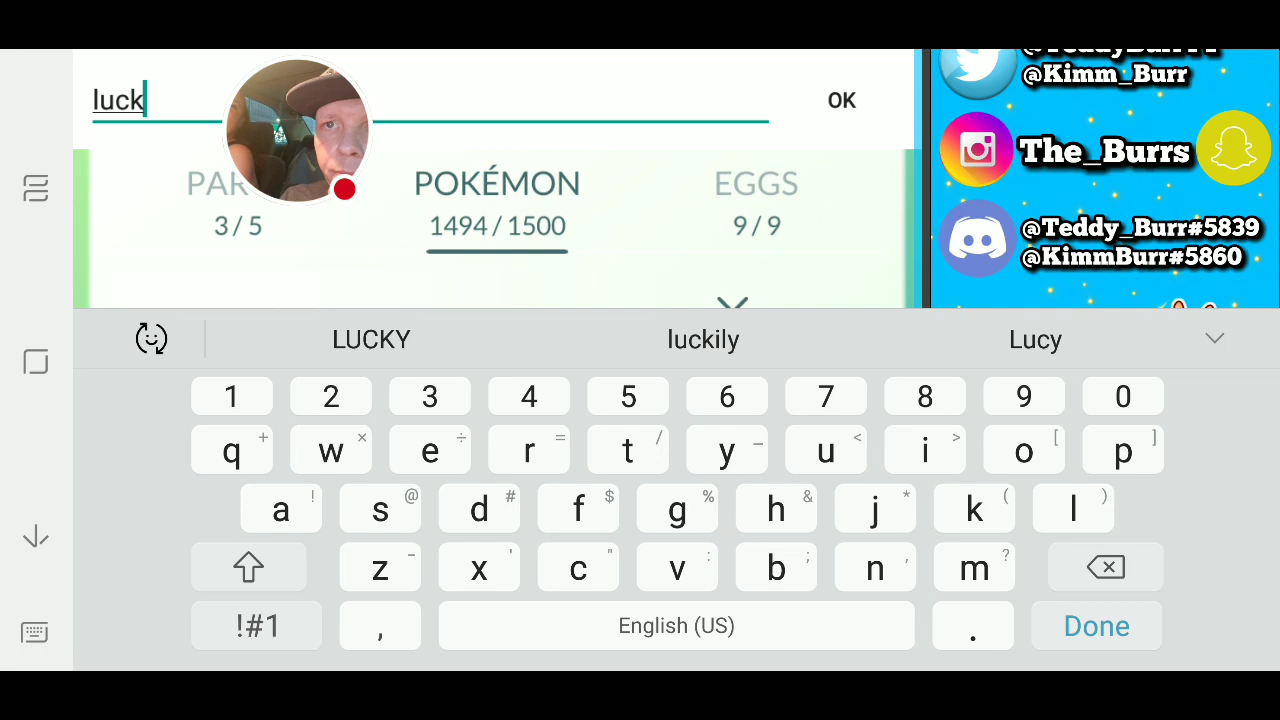 @Kimm_Burr
luck
OK
The_Burrs
PAR
POKÉMON
EGGS
3 / 5
1494 / 1500
9 / 9
@Teddy_Burr#5839
@KimmBurr#5860
LUCKY
luckily
Lucy
1 2 3 4 5 6 7 8 9 0
q + w × e ÷ r = t / y _ u < i > o [ p ]
a ! s @ d # f $ g % h & j * k ( l )
z - x ' c " v : b ; n , m ?
!#1 , English (US) . Done